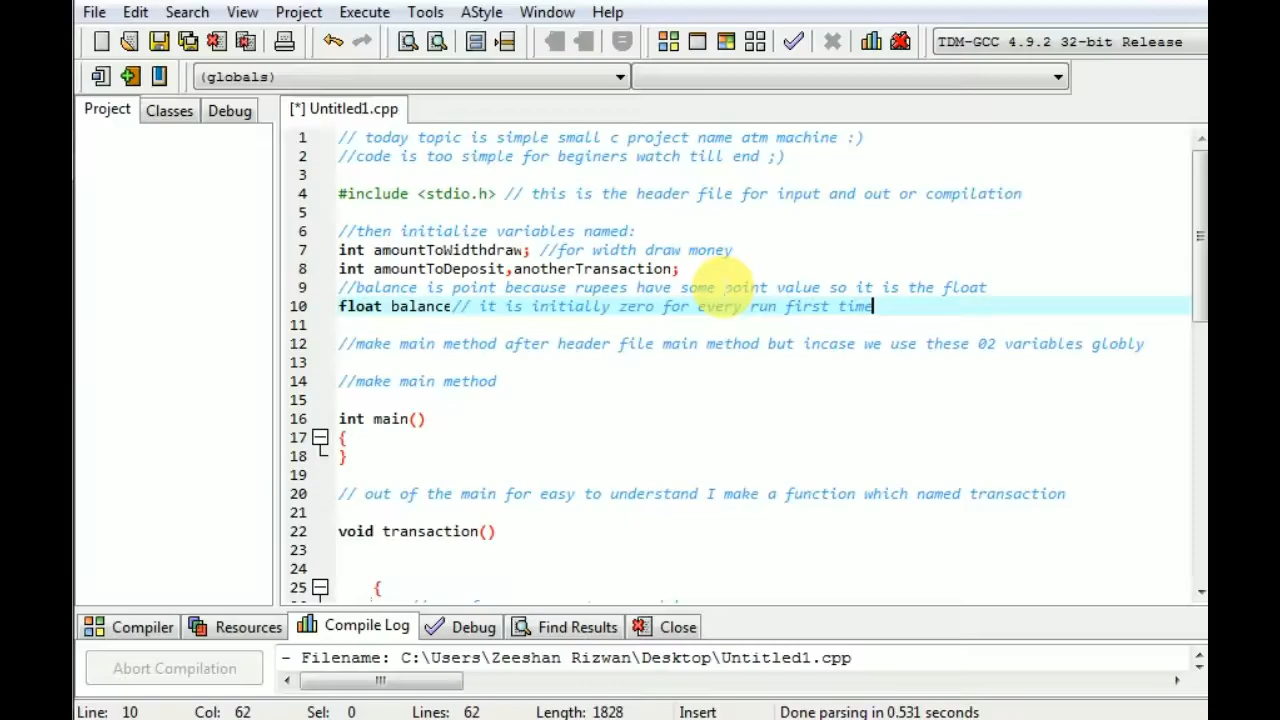 File Edit Search View Project Execute Tools AStyle Window Help
TDM-GCC 4.9.2 32-bit Release
(globals)
Project Classes Debug
[*] Untitled1.cpp
1 // today topic is simple small c project name atm machine :)
2 //code is too simple for beginers watch till end ;)
3
4 #include <stdio.h> // this is the header file for input and out or compilation
5
6 //then initialize variables named:
7 int amountToWidthdraw; //for width draw money
8 int amountToDeposit,anotherTransaction;
9 //balance is point because rupees have some point value so it is the float
10 float balance// it is initially zero for every run first time
11
12 //make main method after header file main method but incase we use these 02 variables globly
13
14 //make main method
15
16 int main()
17 {
18 }
19
20 // out of the main for easy to understand I make a function which named transaction
21
22 void transaction()
23
24
25 {
Compiler Resources Compile Log Debug Find Results Close
Abort Compilation
- Filename: C:\Users\Zeeshan Rizwan\Desktop\Untitled1.cpp
Line: 10 Col: 62 Sel: 0 Lines: 62 Length: 1828 Insert Done parsing in 0.531 seconds